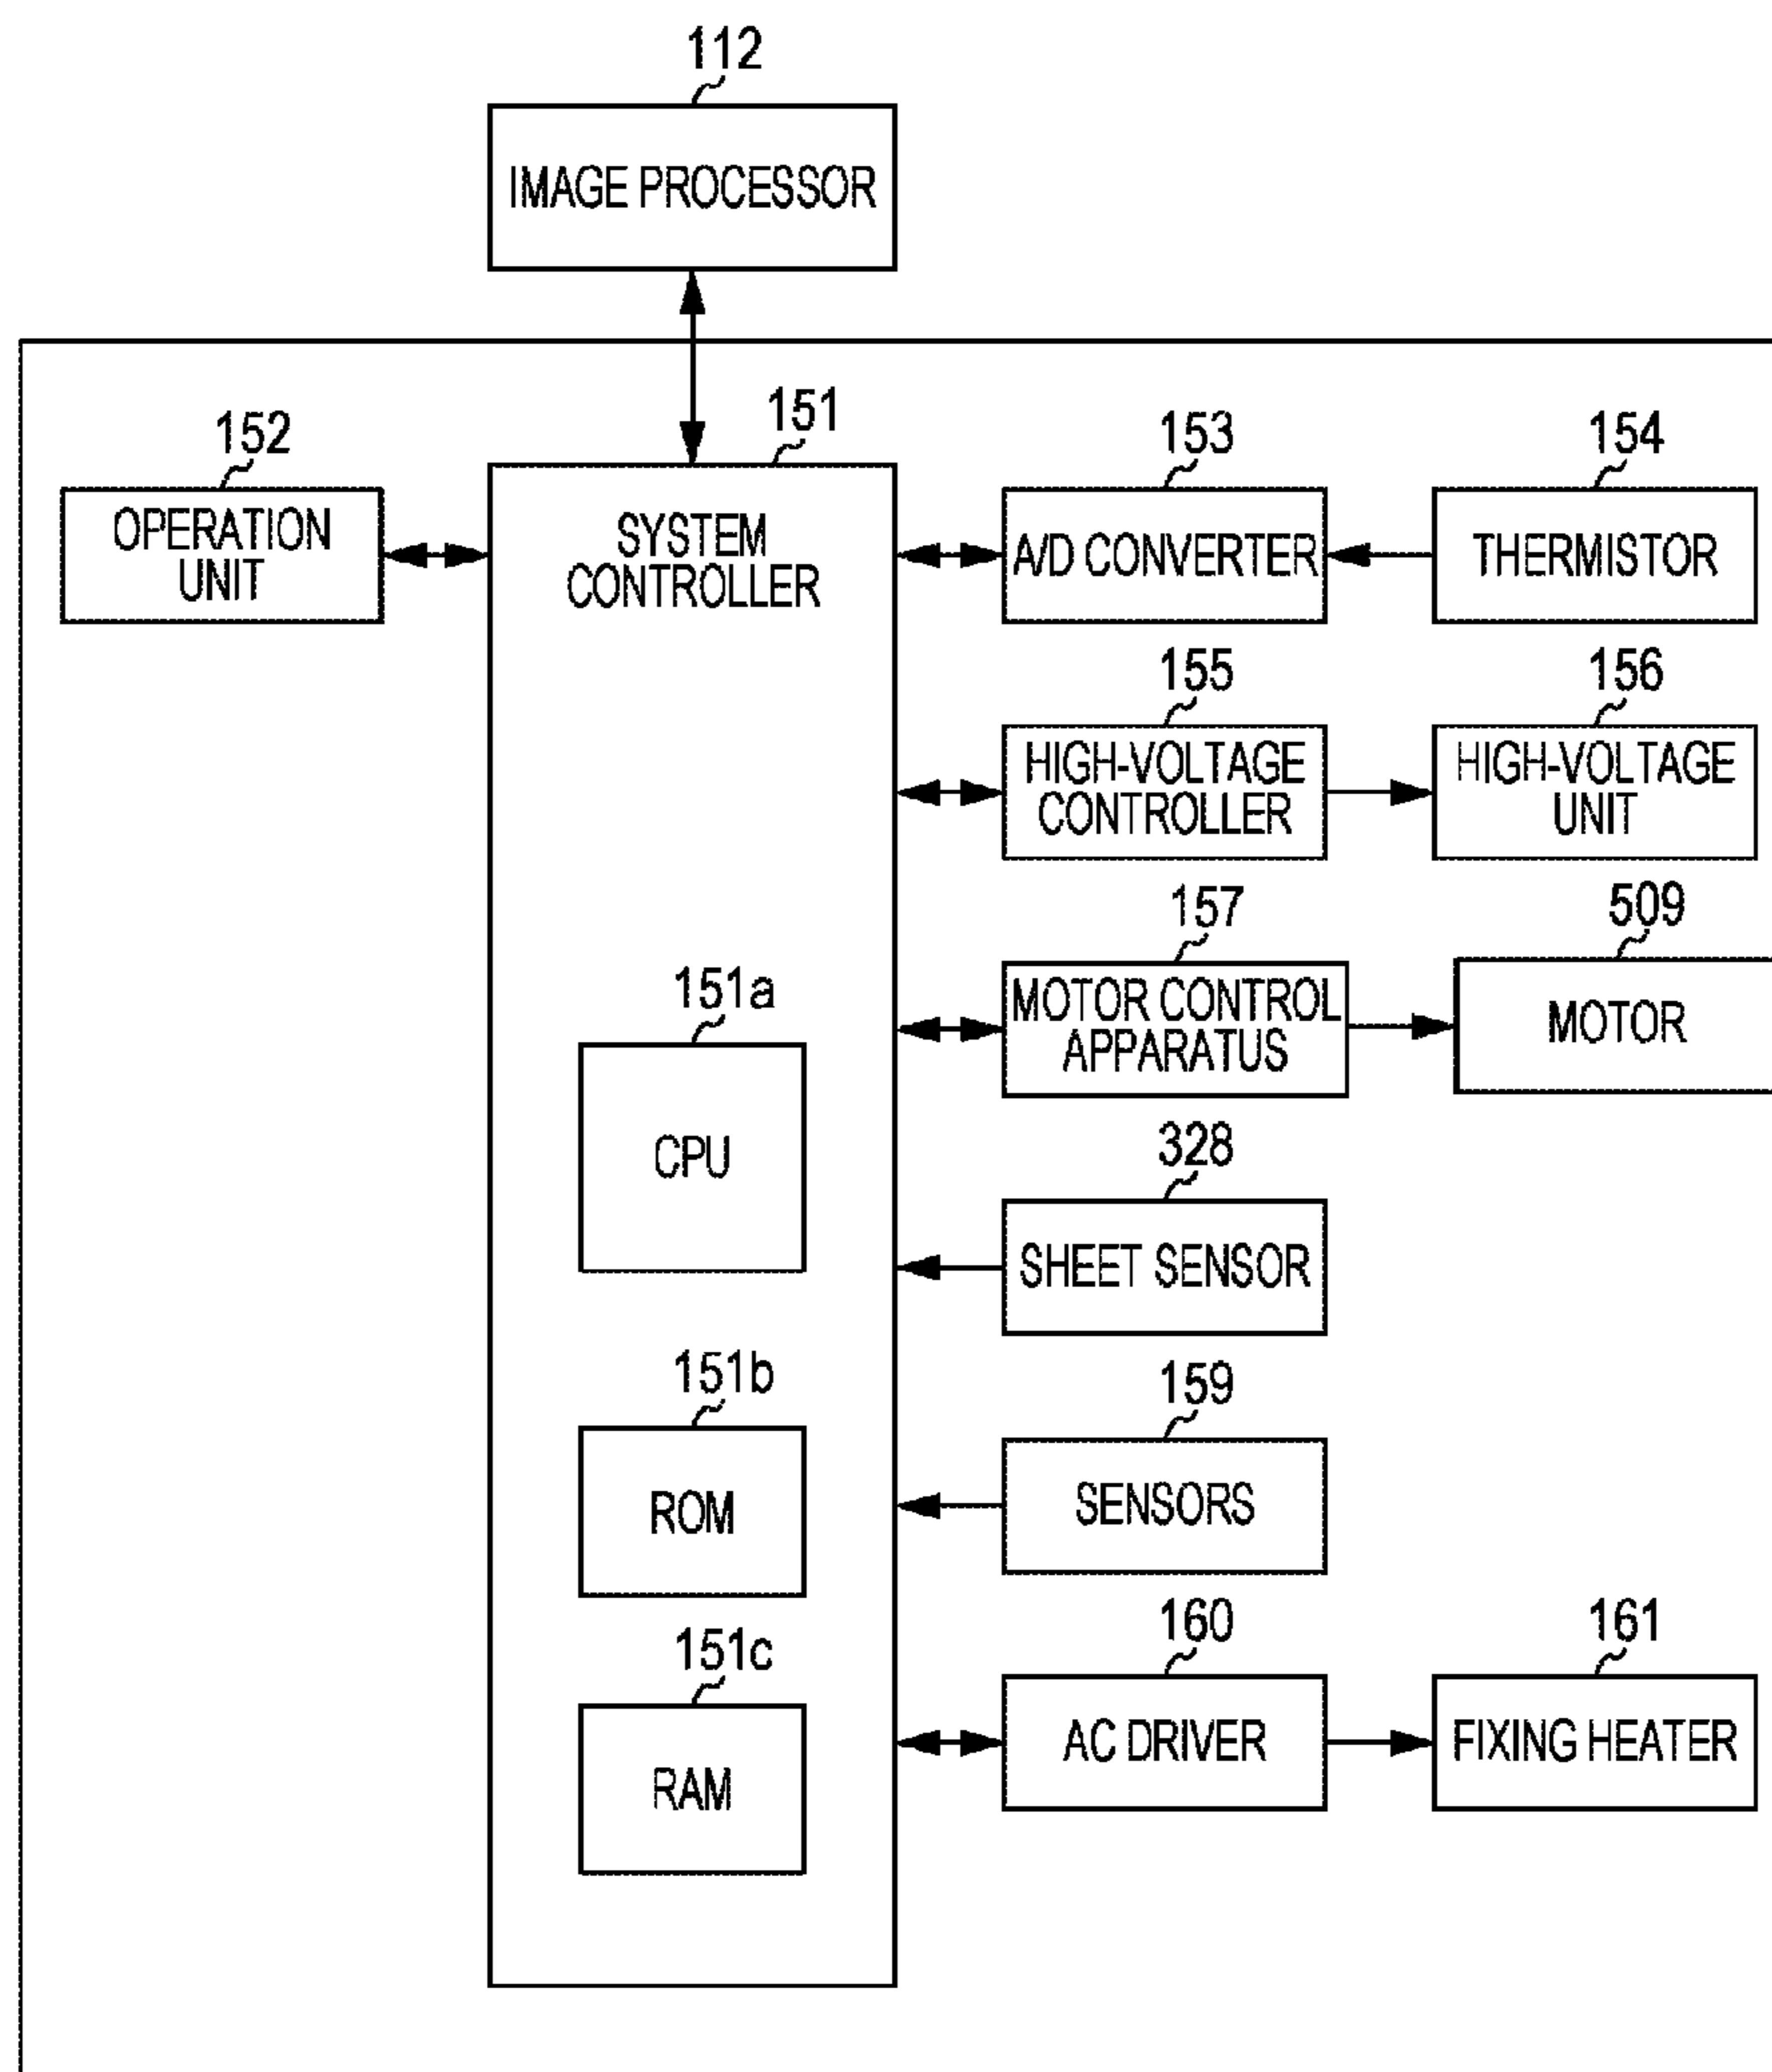 112
IMAGE PROCESSOR
151
152
153
154
OPERATION
UNIT
SYSTEM
CONTROLLER
A/D CONVERTER
THERMISTOR
155
156
HIGH-VOLTAGE
CONTROLLER
HIGH-VOLTAGE
UNIT
157
509
MOTOR CONTROL
APPARATUS
MOTOR
151a
CPU
328
SHEET SENSOR
151b
ROM
159
SENSORS
151c
RAM
160
AC DRIVER
161
FIXING HEATER